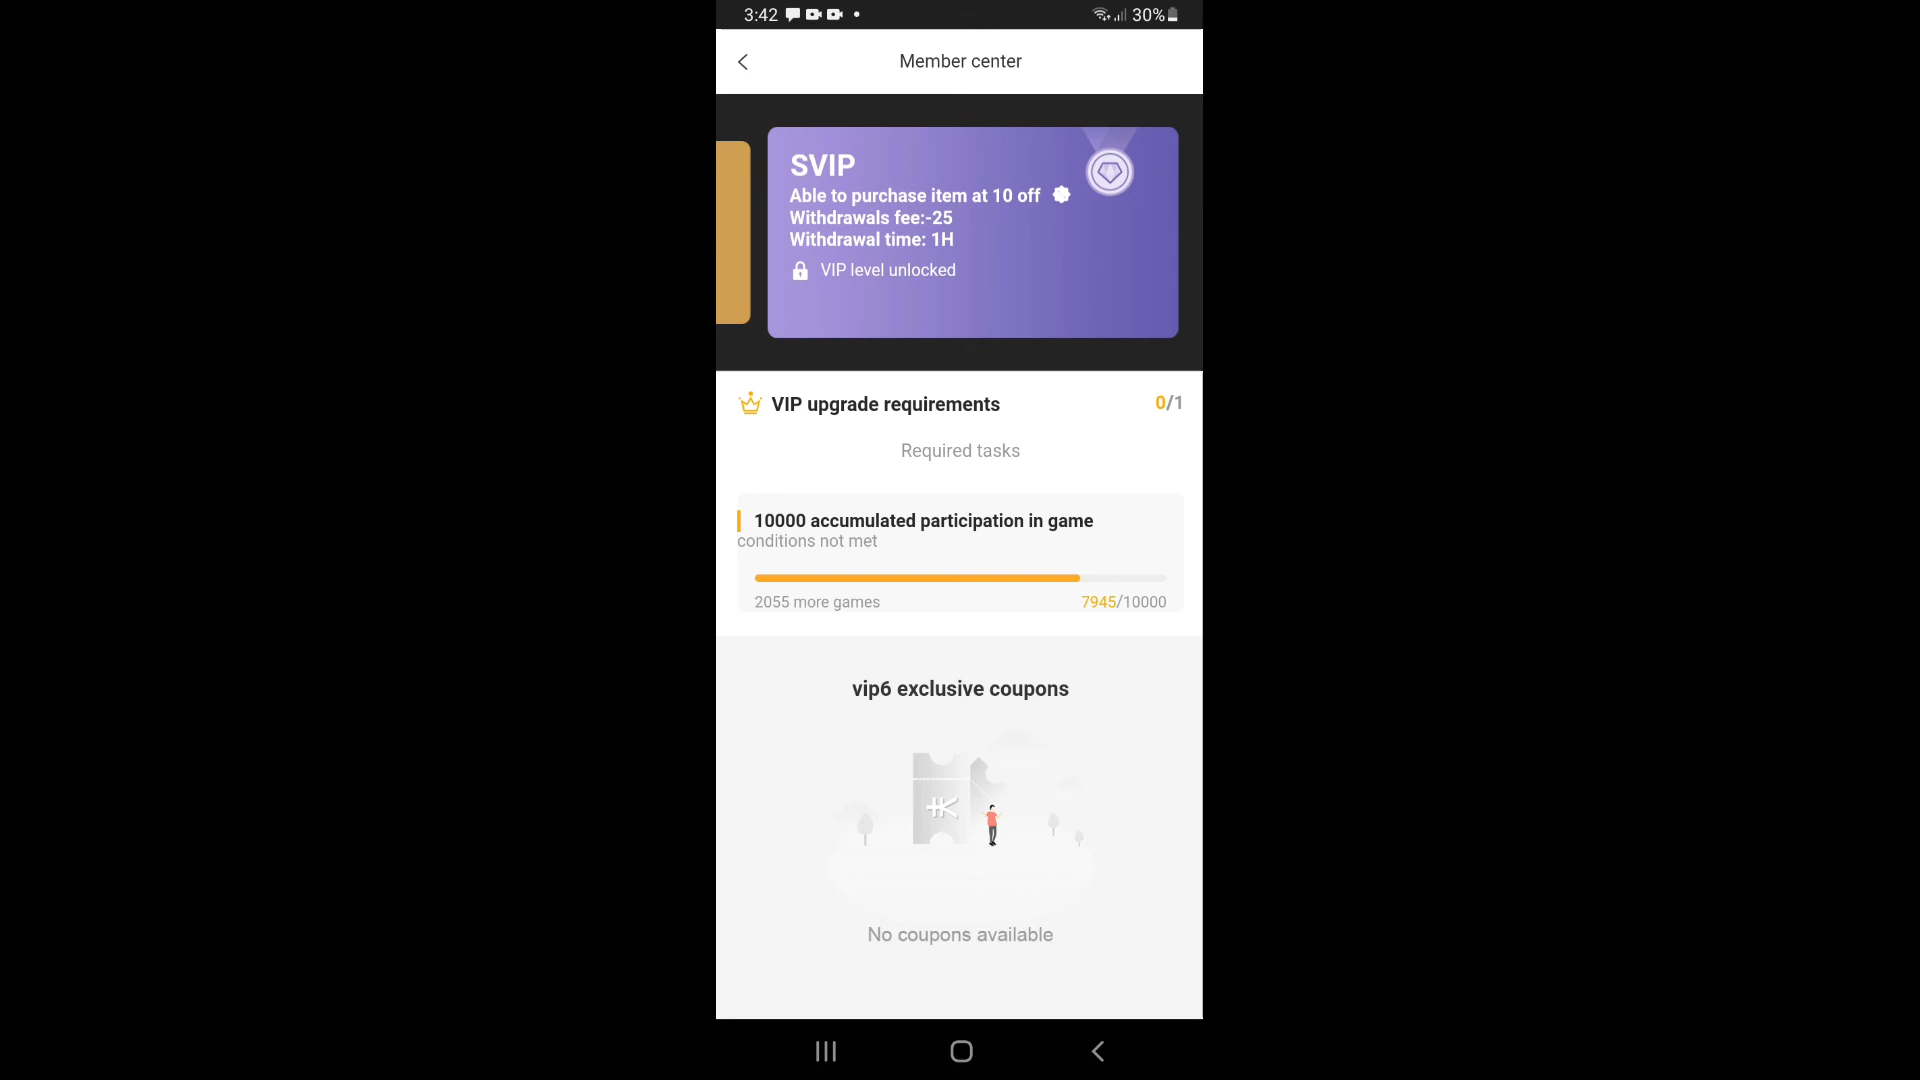 3:42
30%
Member center
SVIP
Able to purchase item at 10 off
Withdrawals fee:-25
Withdrawal time: 1H
VIP level unlocked
VIP upgrade requirements
0/1
Required tasks
10000 accumulated participation in game
conditions not met
2055 more games
7945/10000
vip6 exclusive coupons
No coupons available